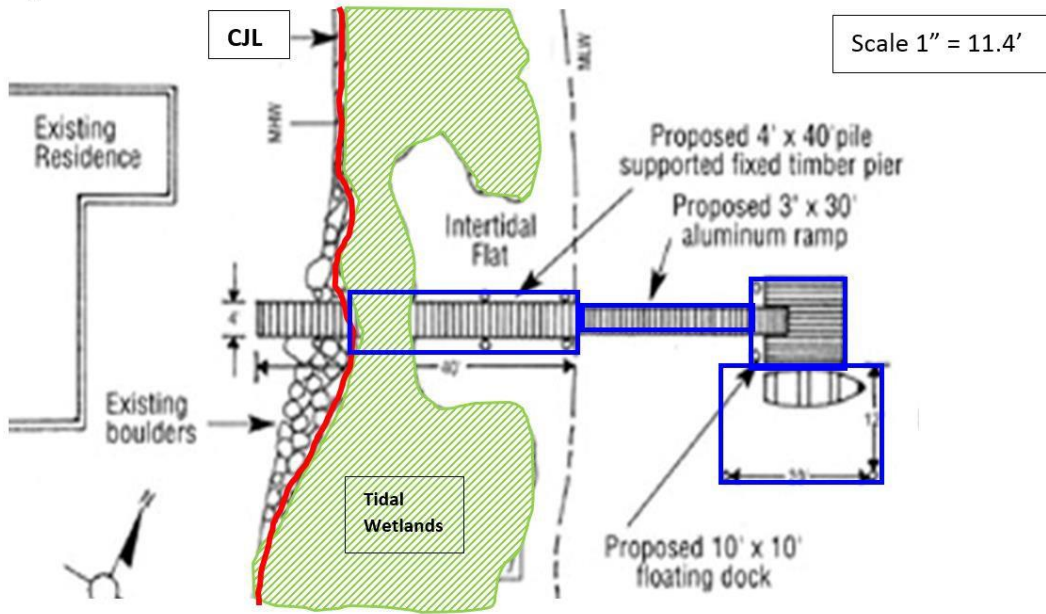 CJL
Scale 1” = 11.4’
MHW
MLW
Existing
Residence
Proposed 4' x 40' pile
supported fixed timber pier
Proposed 3' x 30'
aluminum ramp
Intertidal
Flat
4'
40'
Existing
boulders
Tidal
Wetlands
N
Proposed 10' x 10'
floating dock